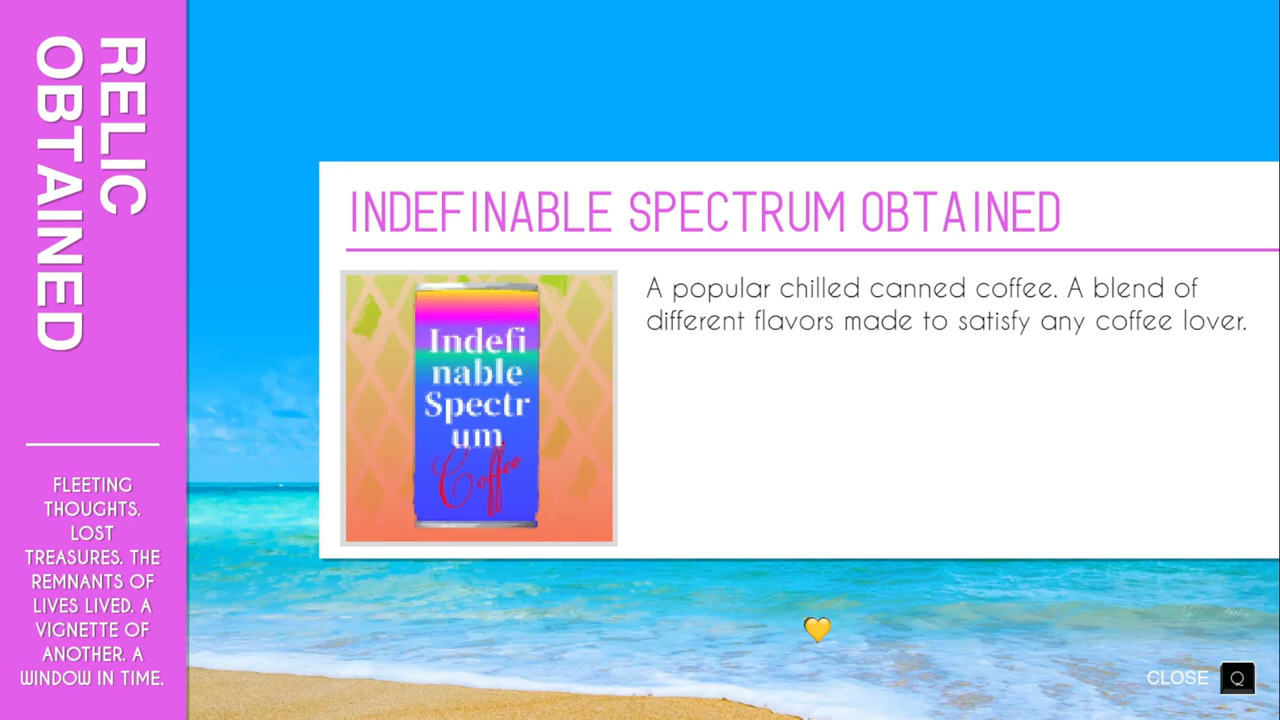 RELIC
OBTAINED
FLEETING
THOUGHTS.
LOST
TREASURES. THE
REMNANTS OF
LIVES LIVED. A
VIGNETTE OF
ANOTHER. A
WINDOW IN TIME.
INDEFINABLE SPECTRUM OBTAINED
Indefi
nable
Spectr
um
Coffee
A popular chilled canned coffee. A blend of
different flavors made to satisfy any coffee lover.
CLOSE Q